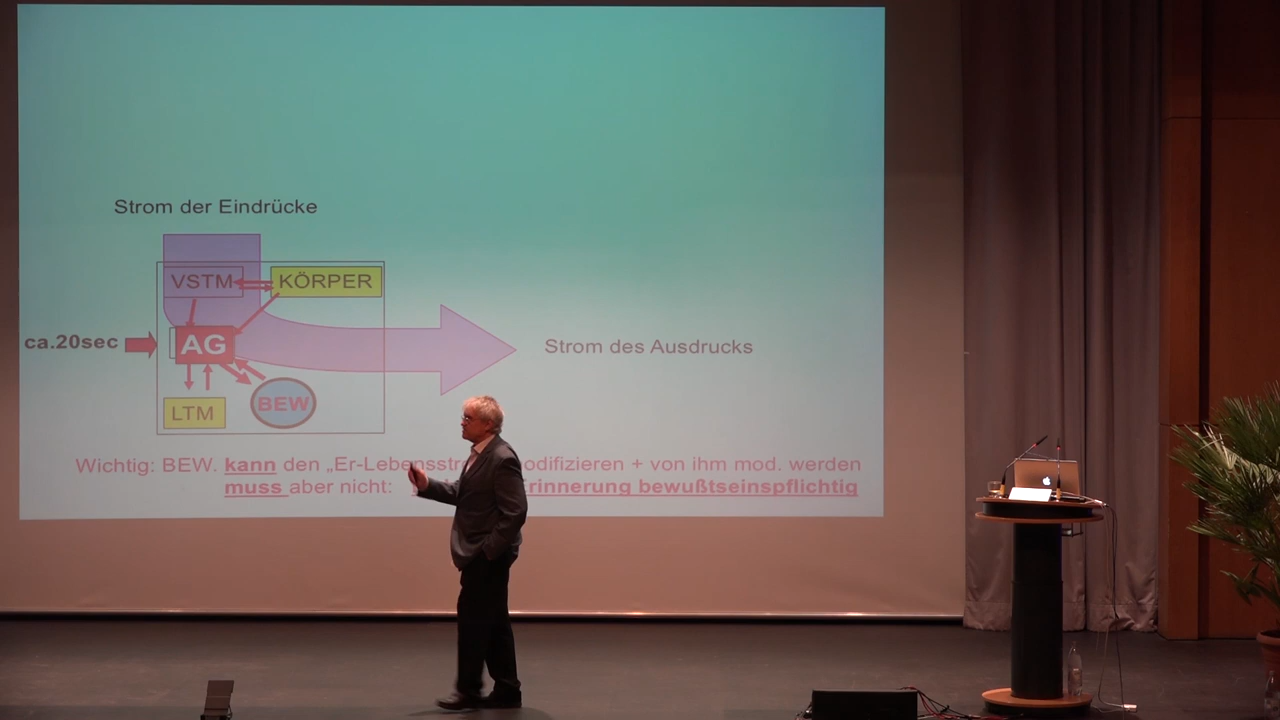 Strom der Eindrücke
VSTM KÖRPER
ca.20sec AG
Strom des Ausdrucks
LTM BEW
Wichtig: BEW. kann den „Er-Lebensstr odifizieren + von ihm mod. werden
muss aber nicht: rinnerung bewußtseinspflichtig